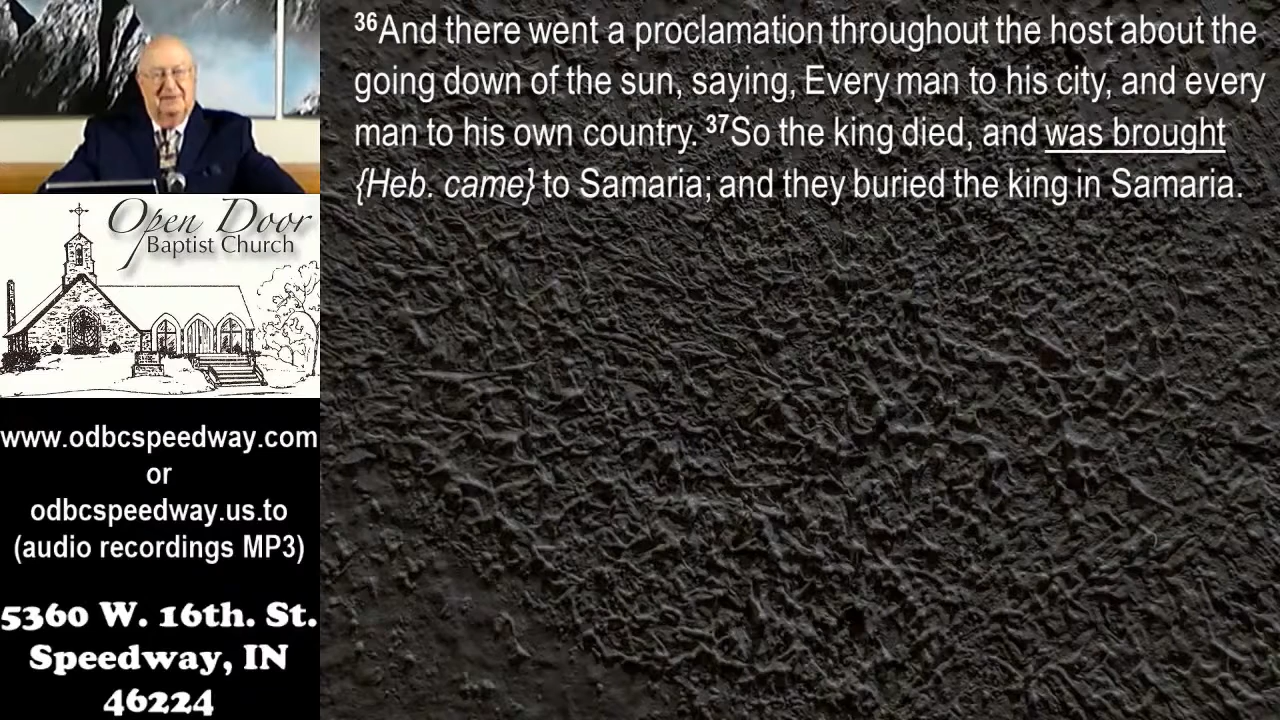 36And there went a proclamation throughout the host about the
going down of the sun, saying, Every man to his city, and every
man to his own country. 37So the king died, and was brought
{Heb. came} to Samaria; and they buried the king in Samaria.
Open Door
Baptist Church
www.odbcspeedway.com
or
odbcspeedway.us.to
(audio recordings MP3)
5360 W. 16th. St.
Speedway, IN
46224